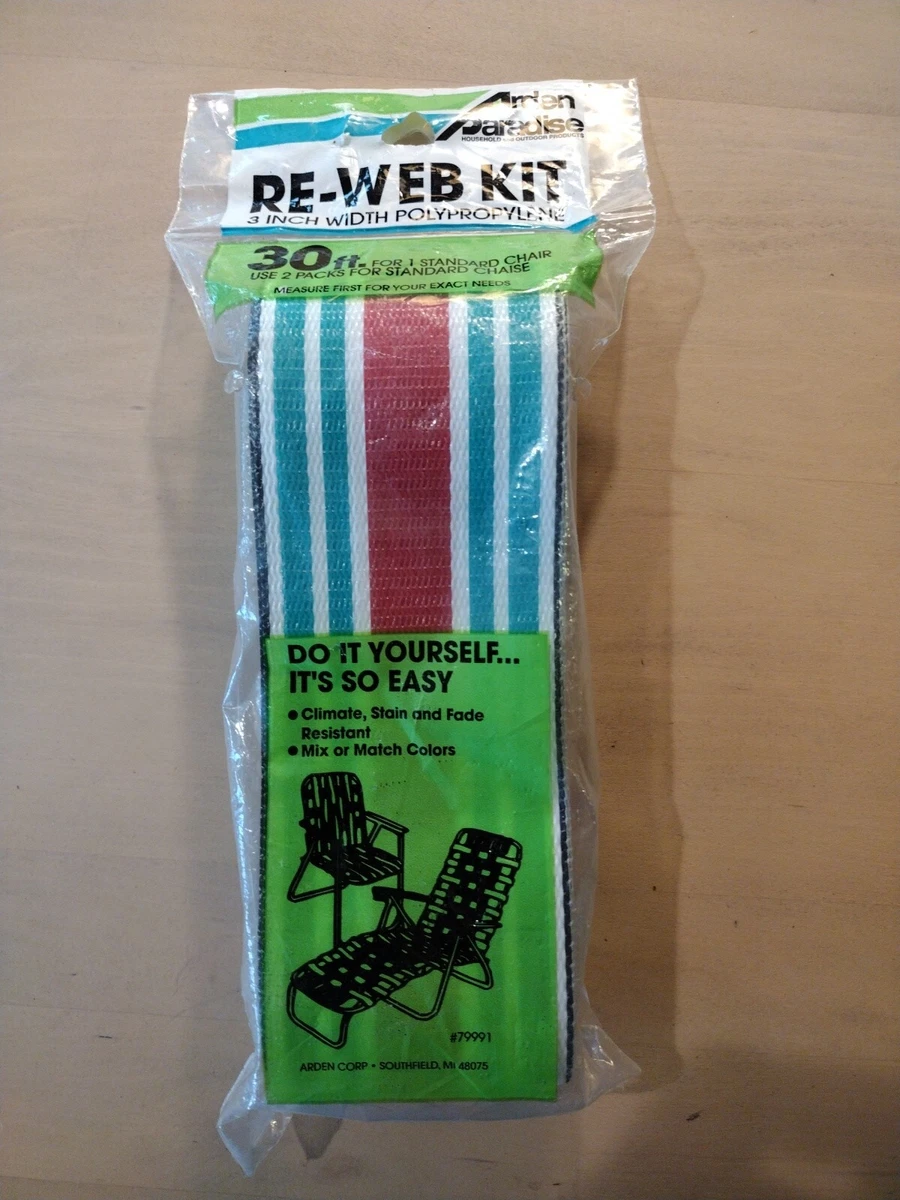 Arden
Paradise
HOUSEHOLD and OUTDOOR PRODUCTS
RE-WEB KIT
3 INCH WIDTH POLYPROPYLENE
30 ft. FOR 1 STANDARD CHAIR
USE 2 PACKS FOR STANDARD CHAISE
MEASURE FIRST FOR YOUR EXACT NEEDS
DO IT YOURSELF...
IT'S SO EASY
● Climate, Stain and Fade
Resistant
● Mix or Match Colors
#79991
ARDEN CORP • SOUTHFIELD, MI 48075